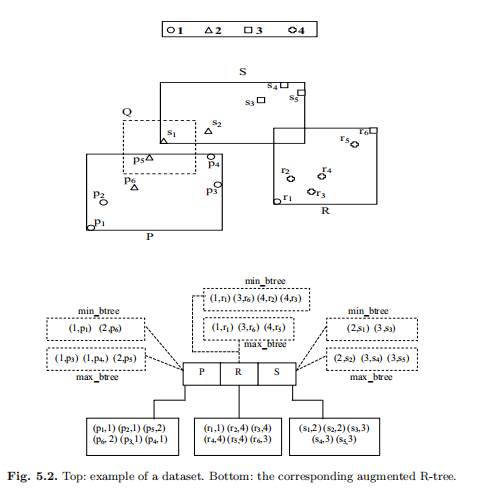 1 2 3 4
S
s4
s3 s5
Q
s2
s1
r6
r5
p5 p4
p6 r2 r4
p2 p3
r1 r3
p1
R
P
min_btree
(1,r1) (3,r6) (4,r2) (4,r3)
min_btree min_btree
(1,p1) (2,p6) (1,r1) (3,r6) (4,r5) (2,s1) (3,s3)
max_btree
(1,p3) (1,p4,) (2,p5) (2,s2) (3,s4) (3,s5)
max_btree max_btree
P R S
(p1,1) (p2,1) (p5,2) (r1,1) (r2,4) (r3,4) (s1,2) (s2,2) (s3,3)
(p6, 2) (p3,1) (p4,1) (r4,4) (r5,4) (r6,3) (s4,3) (s5,3)
Fig. 5.2. Top: example of a dataset. Bottom: the corresponding augmented R-tree.